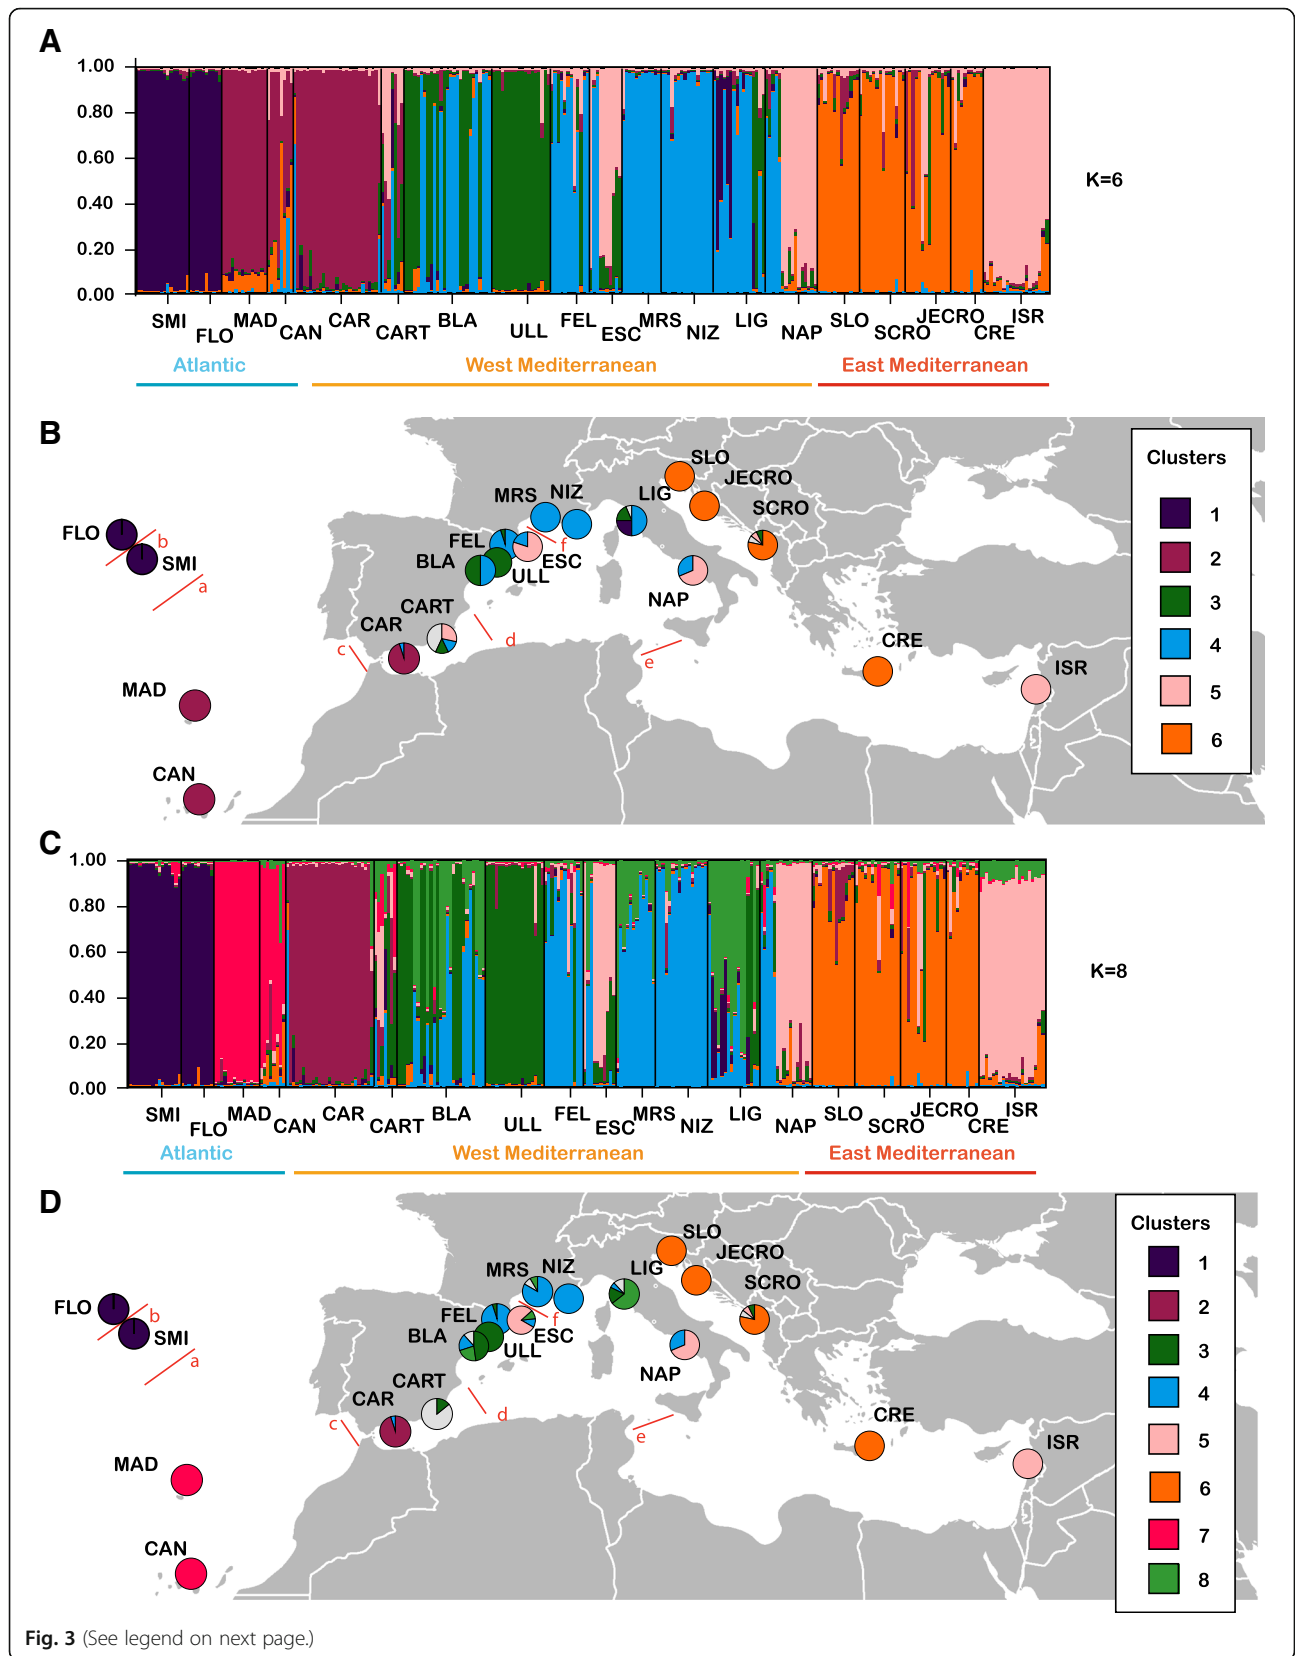 A
1.00
0.80
0.60
0.40
0.20
0.00
K=6
SMI FLO MAD CAN CAR CART BLA ULL FEL ESC MRS NIZ LIG NAP SLO SCRO JECRO CRE ISR
Atlantic West Mediterranean East Mediterranean
B
Clusters
1
2
3
4
5
6
SLO
JECRO
SCRO
MRS NIZ LIG
FLO
b
SMI
a
FEL
f
ESC
BLA
ULL
NAP
CART
CAR
c
d
e
CRE
ISR
MAD
CAN
C
1.00
0.80
0.60
0.40
0.20
0.00
K=8
SMI FLO MAD CAN CAR CART BLA ULL FEL ESC MRS NIZ LIG NAP SLO SCRO JECRO CRE ISR
Atlantic West Mediterranean East Mediterranean
D
Clusters
1
2
3
4
5
6
7
8
SLO
JECRO
SCRO
MRS NIZ LIG
FLO
b
SMI
a
FEL
f
ESC
BLA
ULL
NAP
CART
CAR
c
d
e
CRE
ISR
MAD
CAN
Fig. 3 (See legend on next page.)